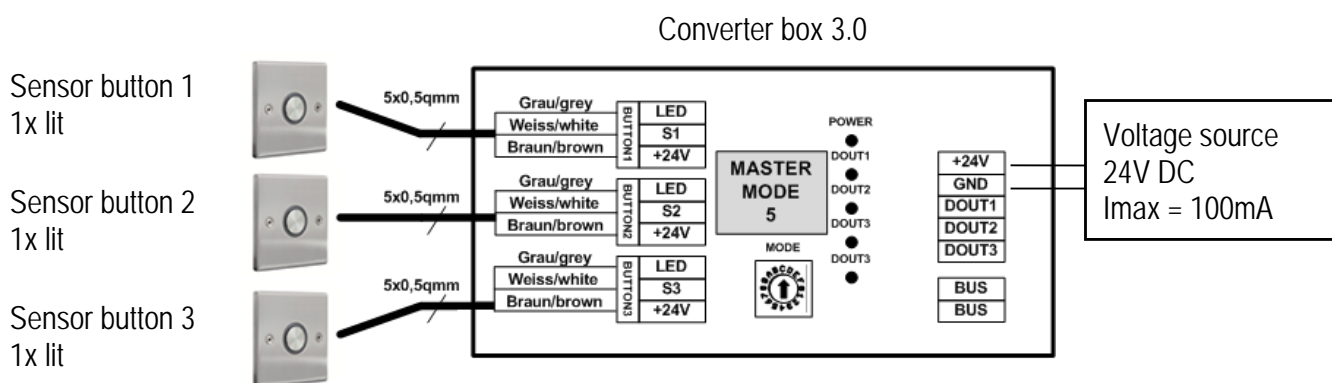 Converter box 3.0
Sensor button 1
1x lit
5x0,5qmm
Grau/grey
Weiss/white
Braun/brown
BUTTON1
LED
S1
+24V
Sensor button 2
1x lit
5x0,5qmm
Grau/grey
Weiss/white
Braun/brown
BUTTON2
LED
S2
+24V
Sensor button 3
1x lit
5x0,5qmm
Grau/grey
Weiss/white
Braun/brown
BUTTON3
LED
S3
+24V
MASTER
MODE
5
MODE
POWER
DOUT1
DOUT2
DOUT3
DOUT3
+24V
GND
DOUT1
DOUT2
DOUT3
BUS
BUS
Voltage source
24V DC
Imax = 100mA